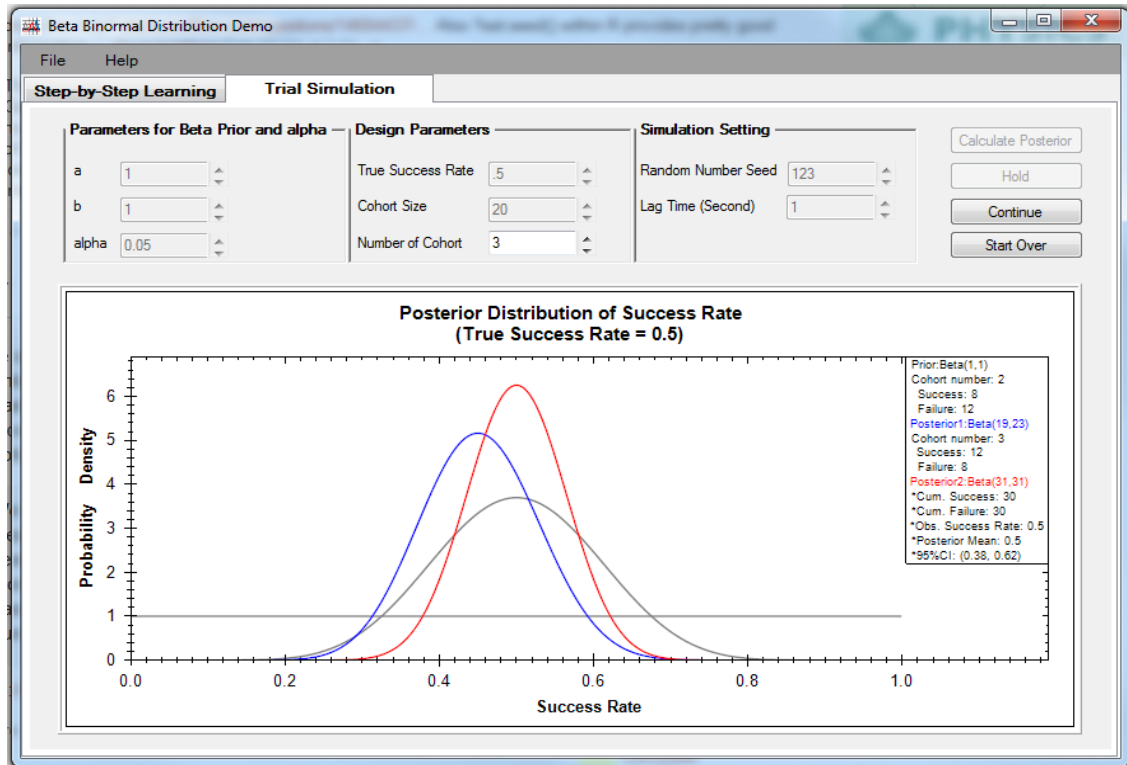 Beta Binormal Distribution Demo
File Help
Step-by-Step Learning Trial Simulation
Parameters for Beta Prior and alpha
a 1
b 1
alpha 0.05
Design Parameters
True Success Rate .5
Cohort Size 20
Number of Cohort 3
Simulation Setting
Random Number Seed 123
Lag Time (Second) 1
Calculate Posterior
Hold
Continue
Start Over
Posterior Distribution of Success Rate
(True Success Rate = 0.5)
Prior:Beta(1,1)
Cohort number: 2
Success: 8
Failure: 12
Posterior1:Beta(19,23)
Cohort number: 3
Success: 12
Failure: 8
Posterior2:Beta(31,31)
*Cum. Success: 30
*Cum. Failure: 30
*Obs. Success Rate: 0.5
*Posterior Mean: 0.5
*95%CI: (0.38, 0.62)
Probability Density
6
5
4
3
2
1
0
0.0 0.2 0.4 0.6 0.8 1.0
Success Rate